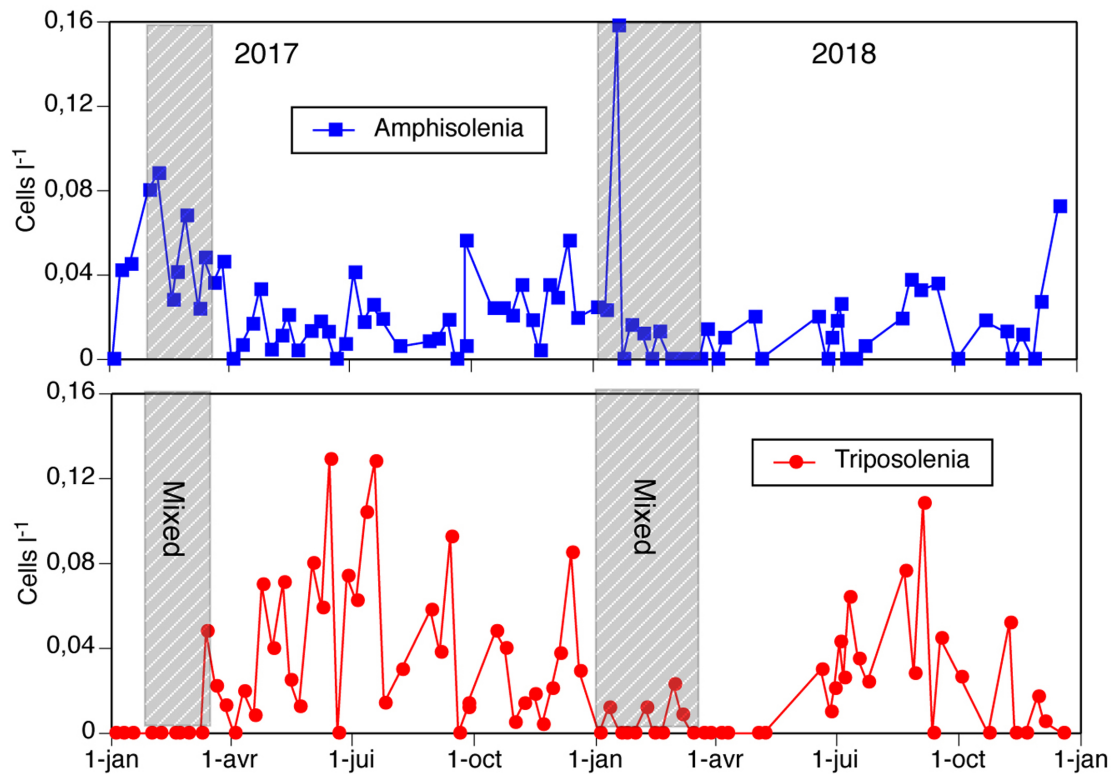 0,16
2017
2018
0,12
Amphisolenia
Cells l-1
0,08
0,04
0
0,16
Triposolenia
0,12
Mixed
Mixed
Cells l-1
0,08
0,04
0
1-jan 1-avr 1-jui 1-oct 1-jan 1-avr 1-jui 1-oct 1-jan